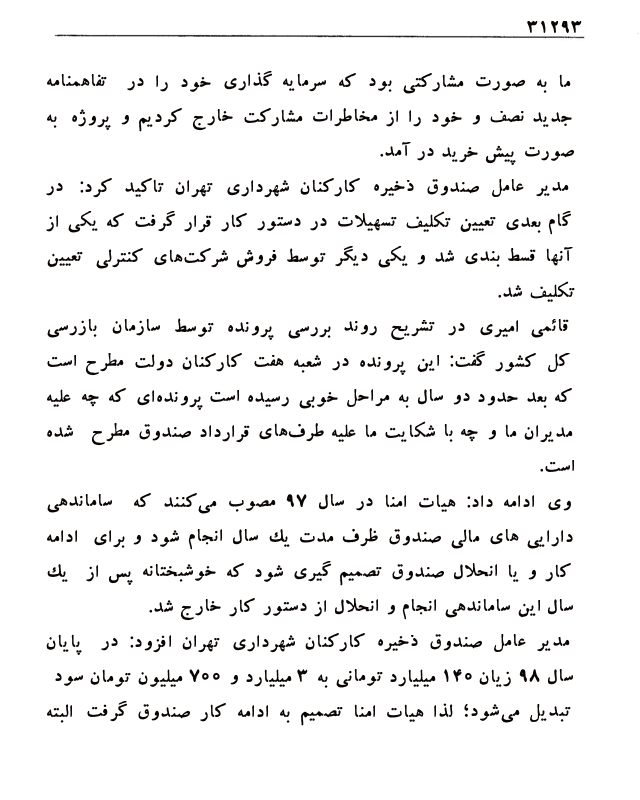 ۳۱۲۹۳
ما به صورت مشارکتی بود که سرمایه گذاری خود را در تفاهمنامه
جدید نصف و خود را از مخاطرات مشارکت خارج کردیم و پروژه به
صورت پیش خرید در آمد.
مدیر عامل صندوق ذخیره کارکنان شهرداری تهران تاکید کرد: در
گام بعدی تعیین تکلیف تسهیلات در دستور کار قرار گرفت که یکی از
آنها قسط بندی شد و یکی دیگر توسط فروش شرکت‌های کنترلی تعیین
تکلیف شد.
قائمی امیری در تشریح روند بررسی پرونده توسط سازمان بازرسی
کل کشور گفت: این پرونده در شعبه هفت کارکنان دولت مطرح است
که بعد حدود دو سال به مراحل خوبی رسیده است پرونده‌ای که چه علیه
مدیران ما و چه با شکایت ما علیه طرف‌های قرارداد صندوق مطرح شده
است.
وی ادامه داد: هیات امنا در سال ۹۷ مصوب می‌کنند که ساماندهی
دارایی های مالی صندوق ظرف مدت یك سال انجام شود و برای ادامه
کار و یا انحلال صندوق تصمیم گیری شود که خوشبختانه پس از یك
سال این ساماندهی انجام و انحلال از دستور کار خارج شد.
مدیر عامل صندوق ذخیره کارکنان شهرداری تهران افزود: در پایان
سال ۹۸ زیان ۱۴۰ میلیارد تومانی به ۳ میلیارد و ۷۰۰ میلیون تومان سود
تبدیل می‌شود؛ لذا هیات امنا تصمیم به ادامه کار صندوق گرفت البته